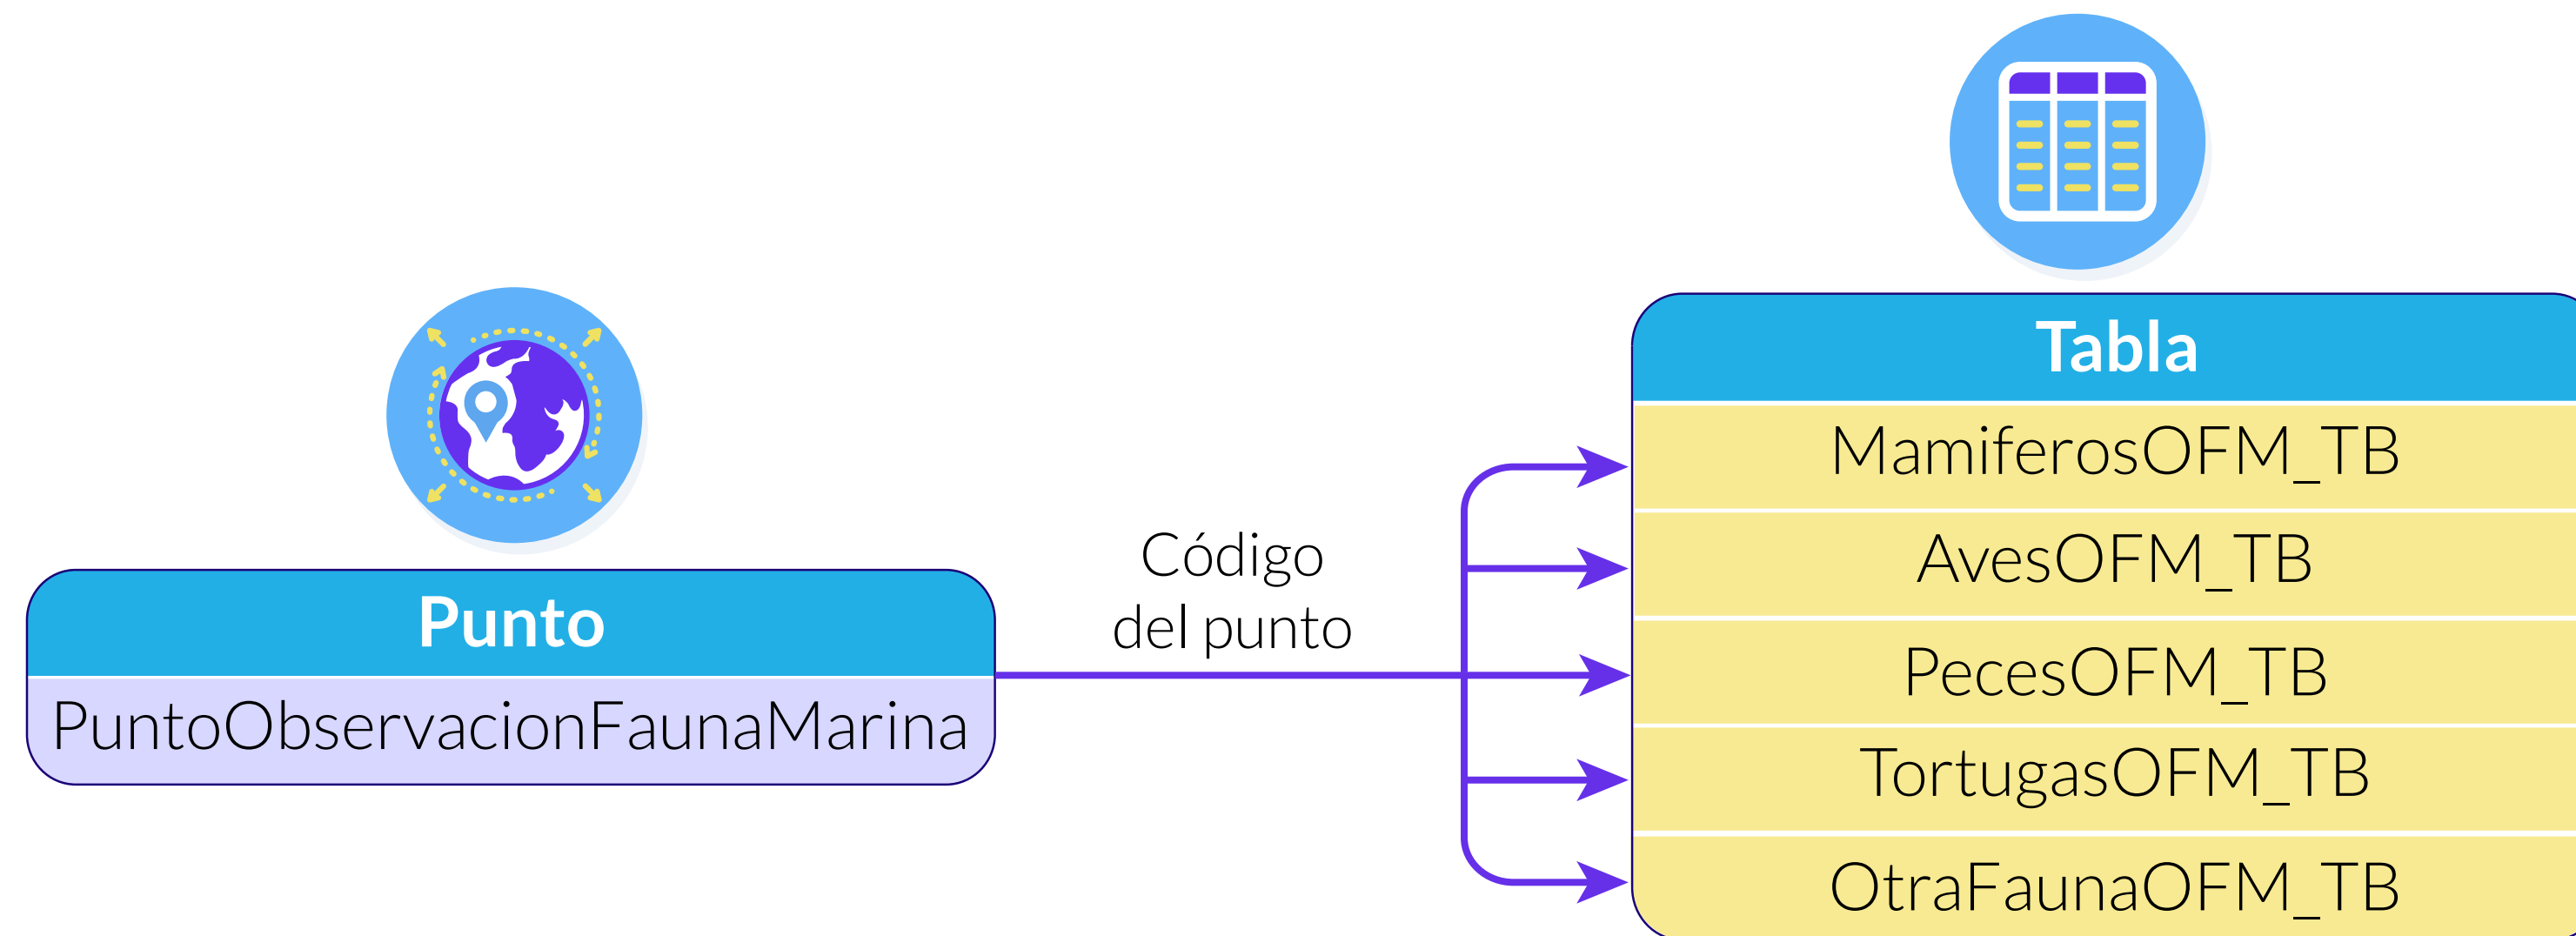 Punto
PuntoObservacionFaunaMarina
Código
del punto
Tabla
MamiferosOFM_TB
AvesOFM_TB
PecesOFM_TB
TortugasOFM_TB
OtraFaunaOFM_TB